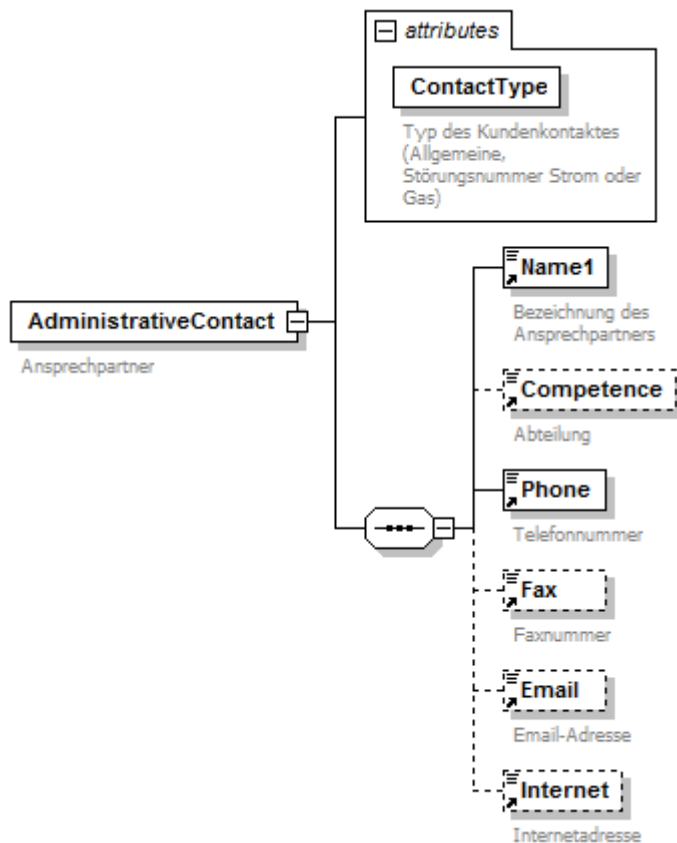 attributes
ContactType
Typ des Kundenkontaktes
(Allgemeine,
Störungsnummer Strom oder
Gas)
AdministrativeContact
Ansprechpartner
Name1
Bezeichnung des
Ansprechpartners
Competence
Abteilung
Phone
Telefonnummer
Fax
Faxnummer
Email
Email-Adresse
Internet
Internetadresse